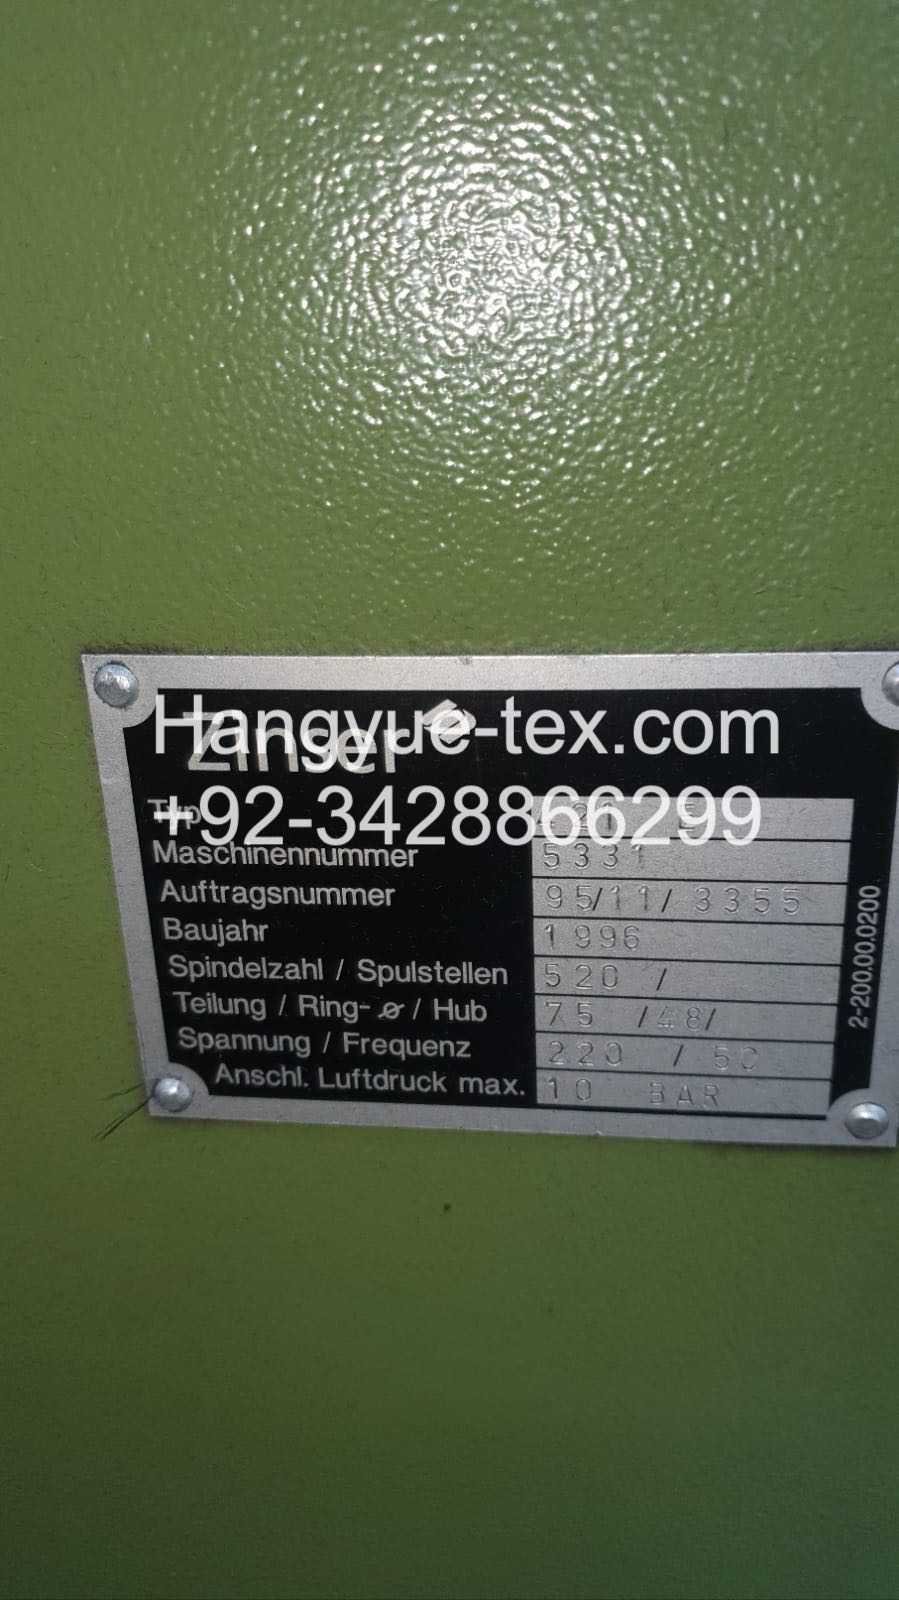 Hangyue-tex.com
Zinser
+92-3428866299
Typ
Maschinennummer 5331
Auftragsnummer 95/11/3355
Baujahr 1996
Spindelzahl / Spulstellen 520 /
Teilung / Ring-ø / Hub 75 /48/
Spannung / Frequenz 220 / 50
Anschl. Luftdruck max. 10 BAR
2-200.00.0200